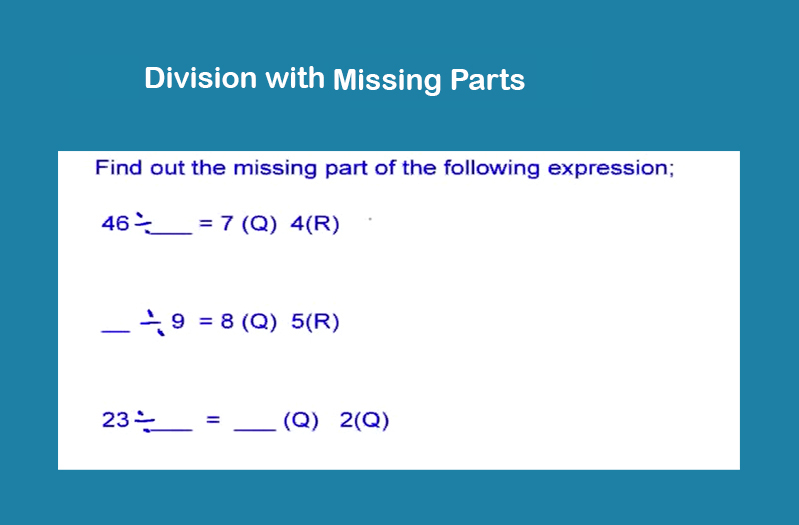 Division with Missing Parts
Find out the missing part of the following expression;
46 ÷ ___ = 7 (Q) 4(R)
__ ÷ 9 = 8 (Q) 5(R)
23 ÷ ___ = ___ (Q) 2(Q)